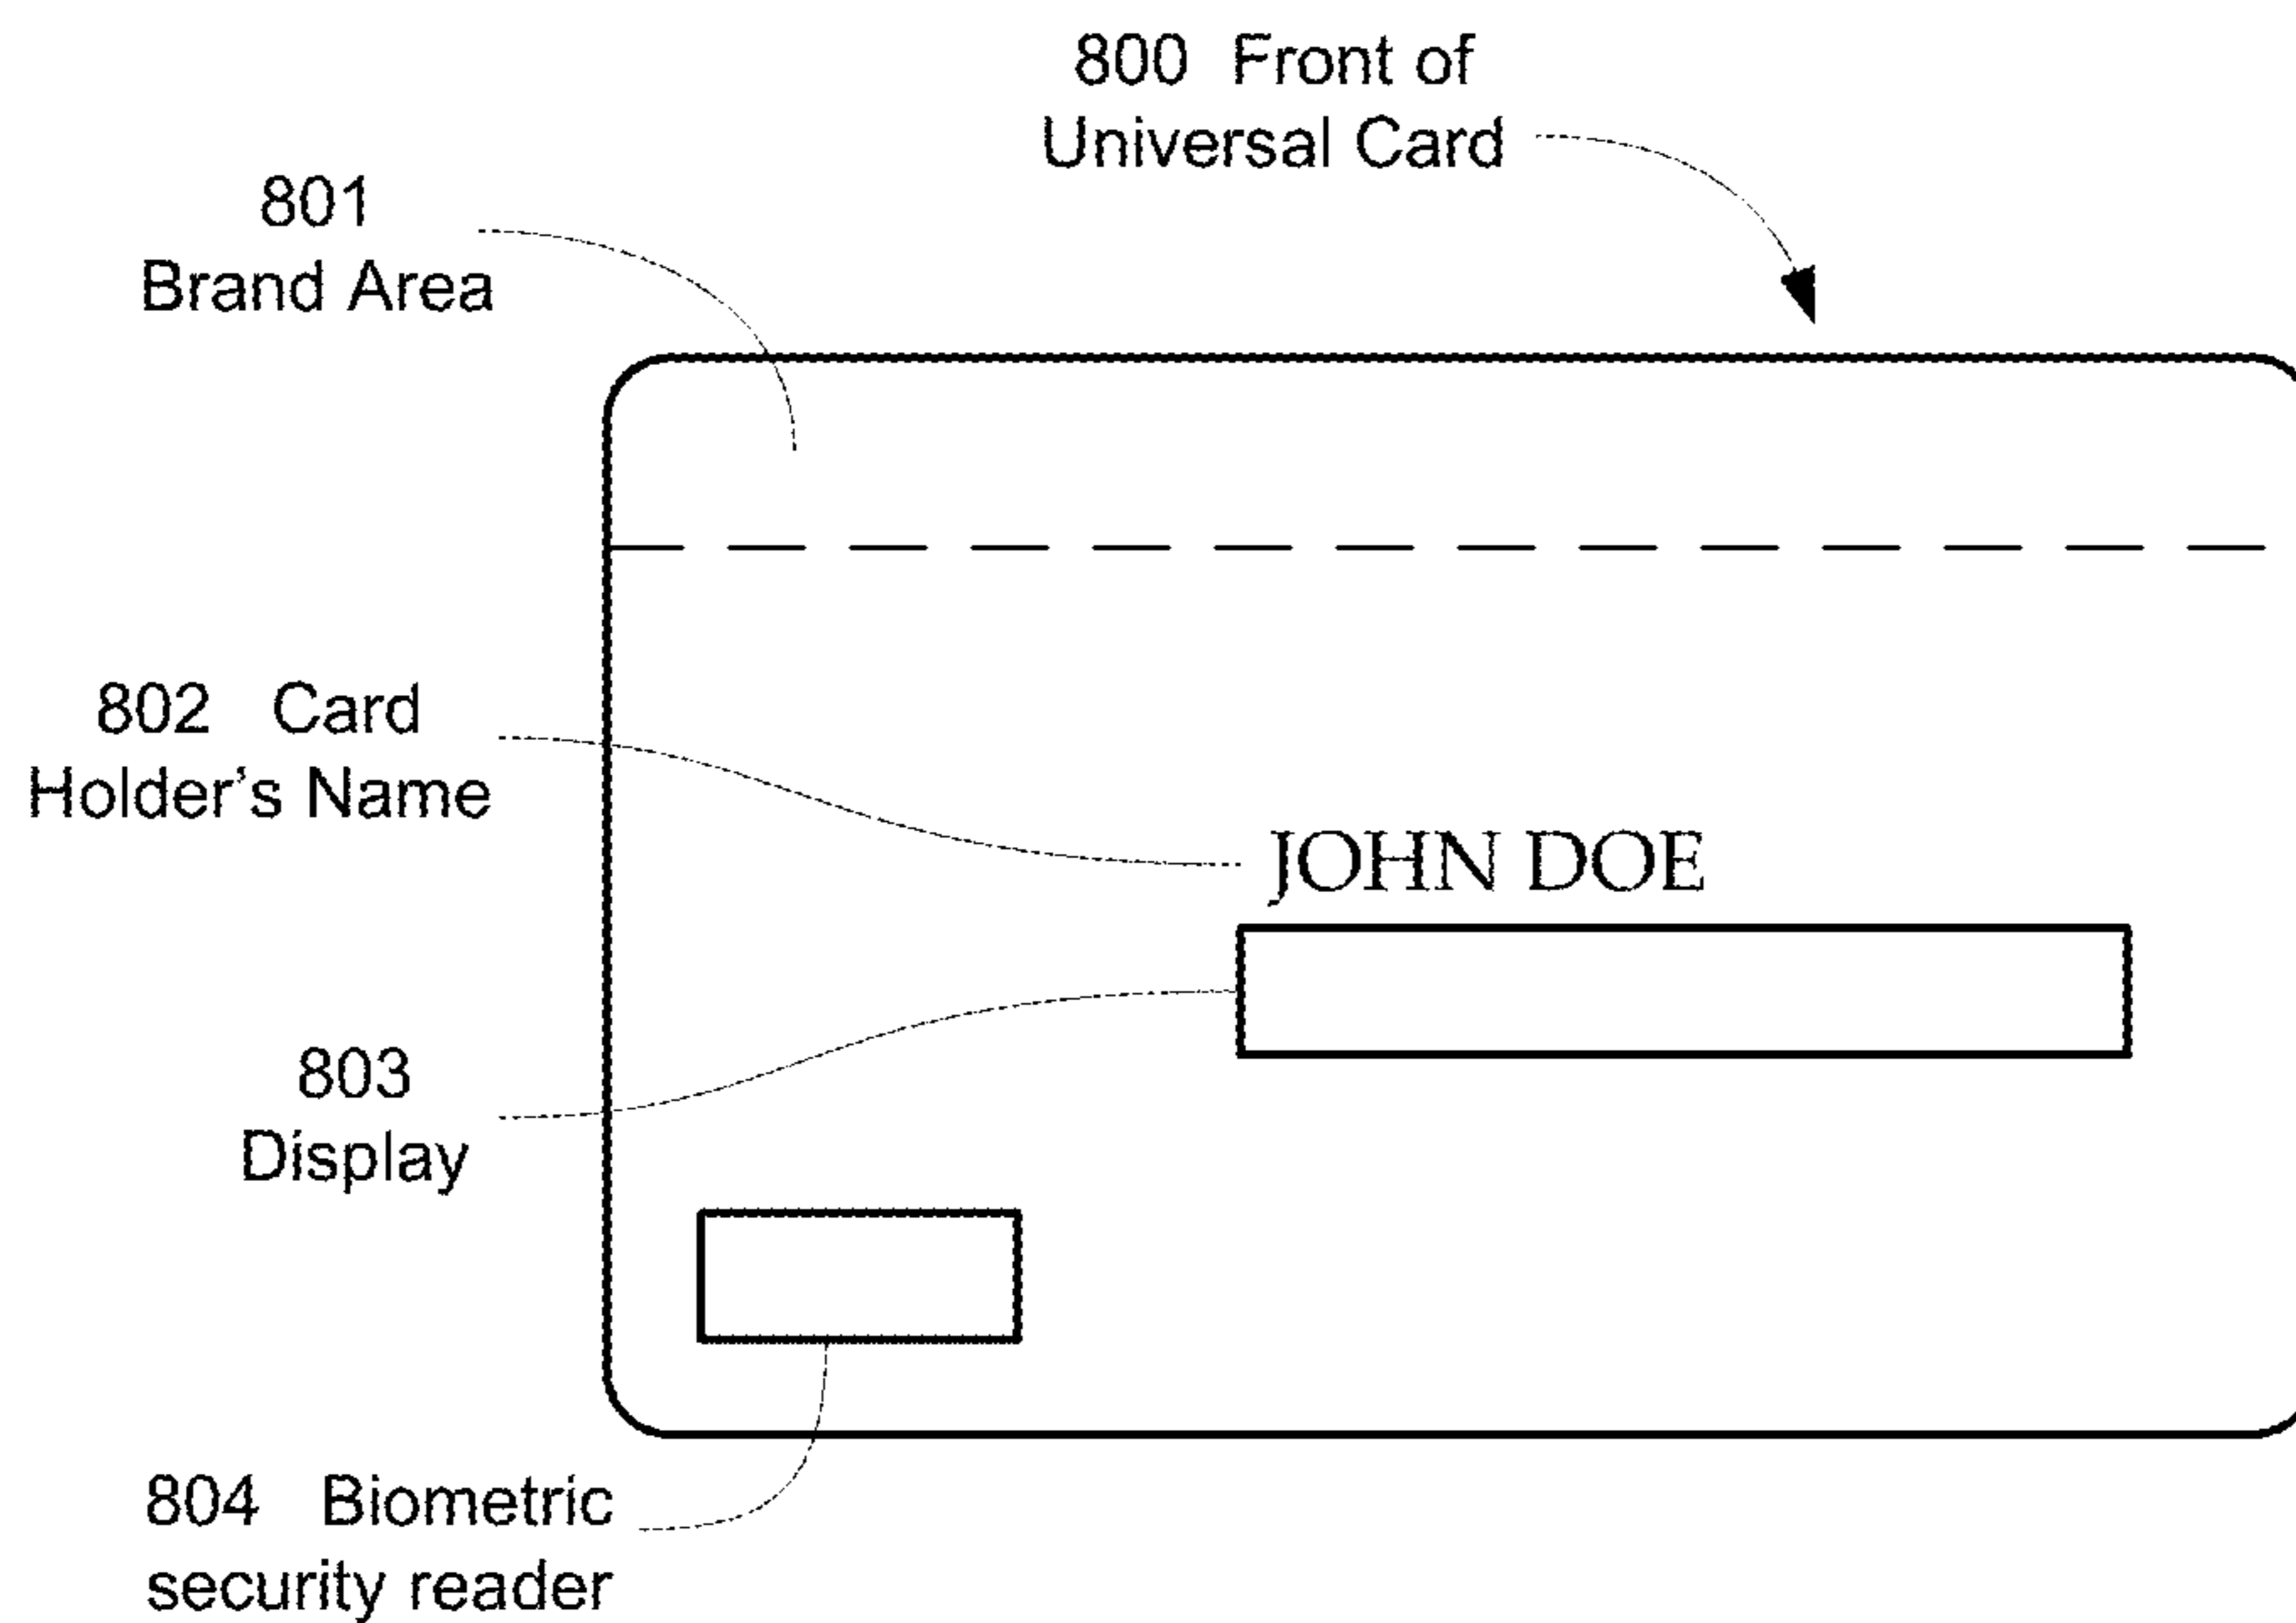 800 Front of
Universal Card
801
Brand Area
802 Card
Holder's Name
JOHN DOE
803
Display
804 Biometric
security reader